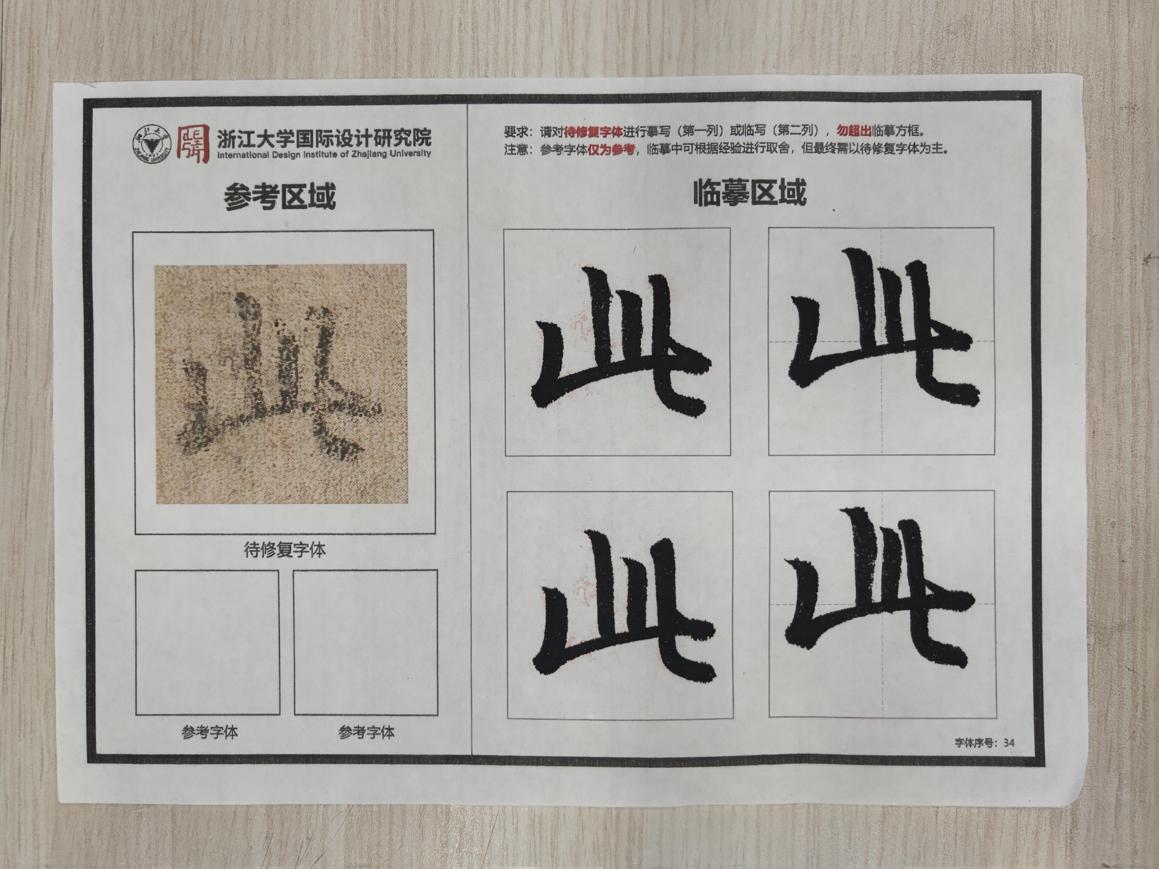 浙江大学国际设计研究院
International Design Institute of Zhejiang University
参考区域
待修复字体
参考字体
参考字体
要求：请对待修复字体进行摹写（第一列）或临写（第二列），勿超出临摹方框。
注意：参考字体仅为参考，临摹中可根据经验进行取舍，但最终需以待修复字体为主。
临摹区域
此 此
此 此
字体序号：34